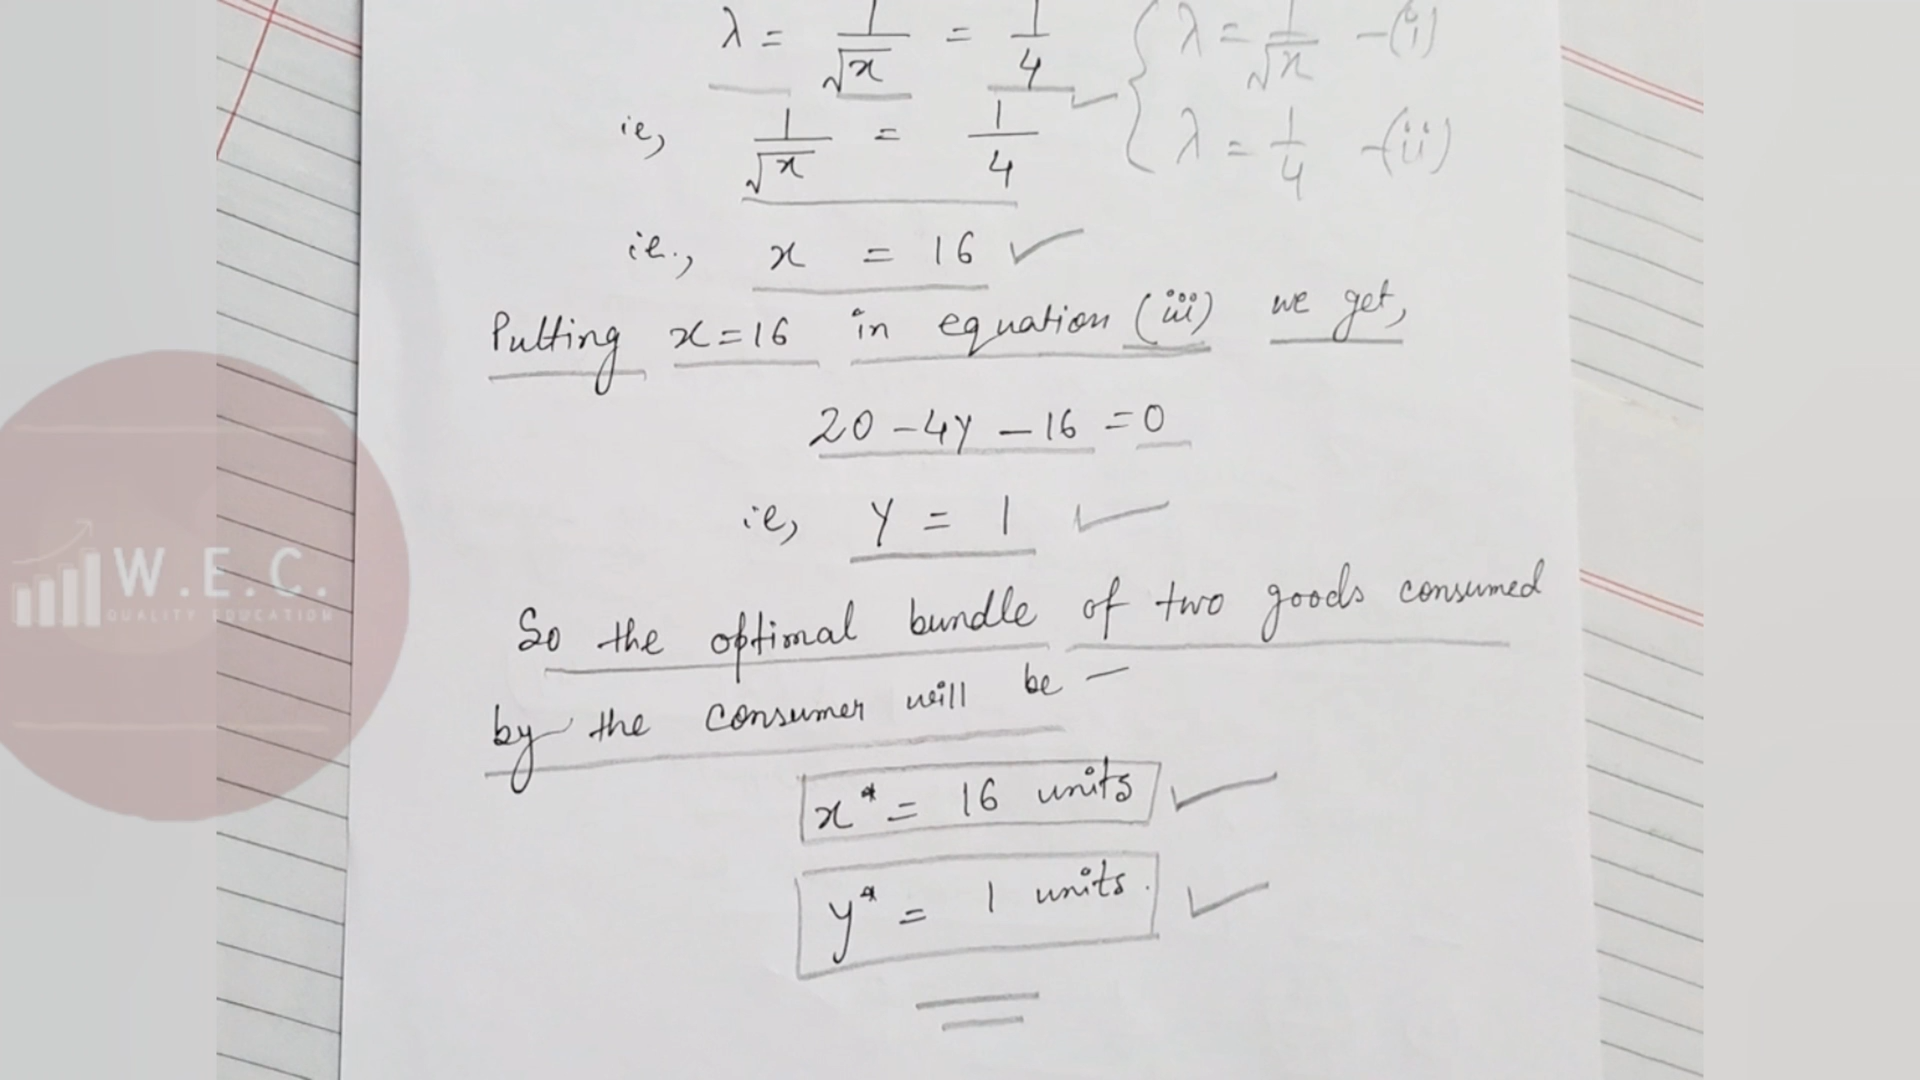 λ = 1/√x = 1/4 { λ = 1/√x - (i)
ie, 1/√x = 1/4 { λ = 1/4 - (ii)
ie., x = 16 ✓
Putting x = 16 in equation (iii) we get,
20 - 4y - 16 = 0
ie, y = 1 ✓
W.E.C.
QUALITY EDUCATION
So the optimal bundle of two goods consumed
by the consumer will be —
x* = 16 units ✓
y* = 1 units. ✓